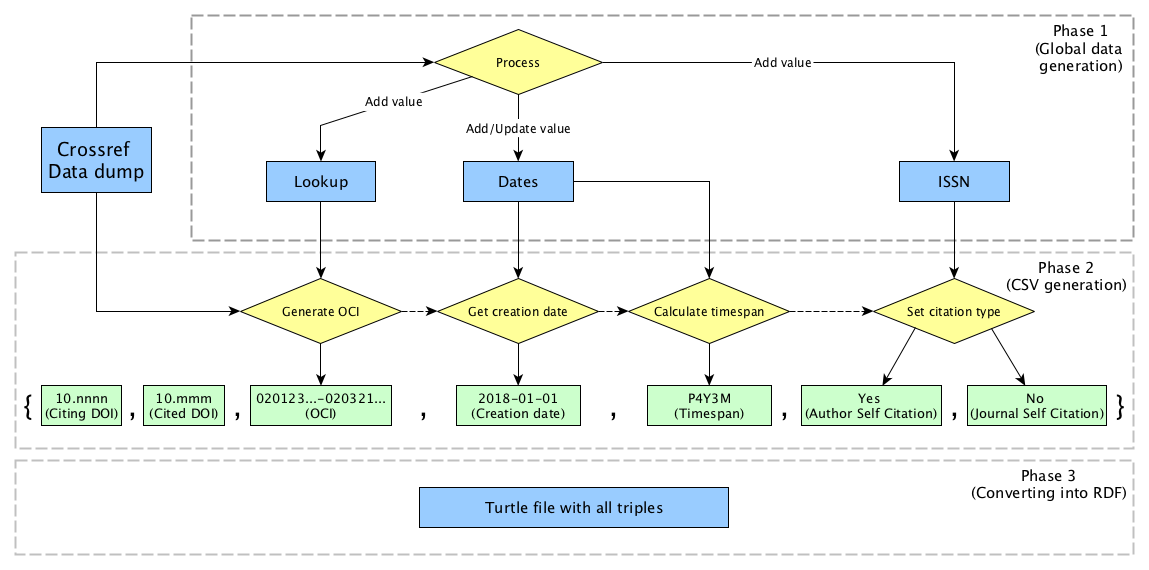 Phase 1
(Global data
generation)
Process
Add value
Add value
Add/Update value
Crossref
Data dump
Lookup
Dates
ISSN
Phase 2
(CSV generation)
Generate OCI
Get creation date
Calculate timespan
Set citation type
{
10.nnnn
(Citing DOI)
,
10.mmm
(Cited DOI)
,
020123...-020321...
(OCI)
,
2018-01-01
(Creation date)
,
P4Y3M
(Timespan)
,
Yes
(Author Self Citation)
,
No
(Journal Self Citation)
}
Phase 3
(Converting into RDF)
Turtle file with all triples